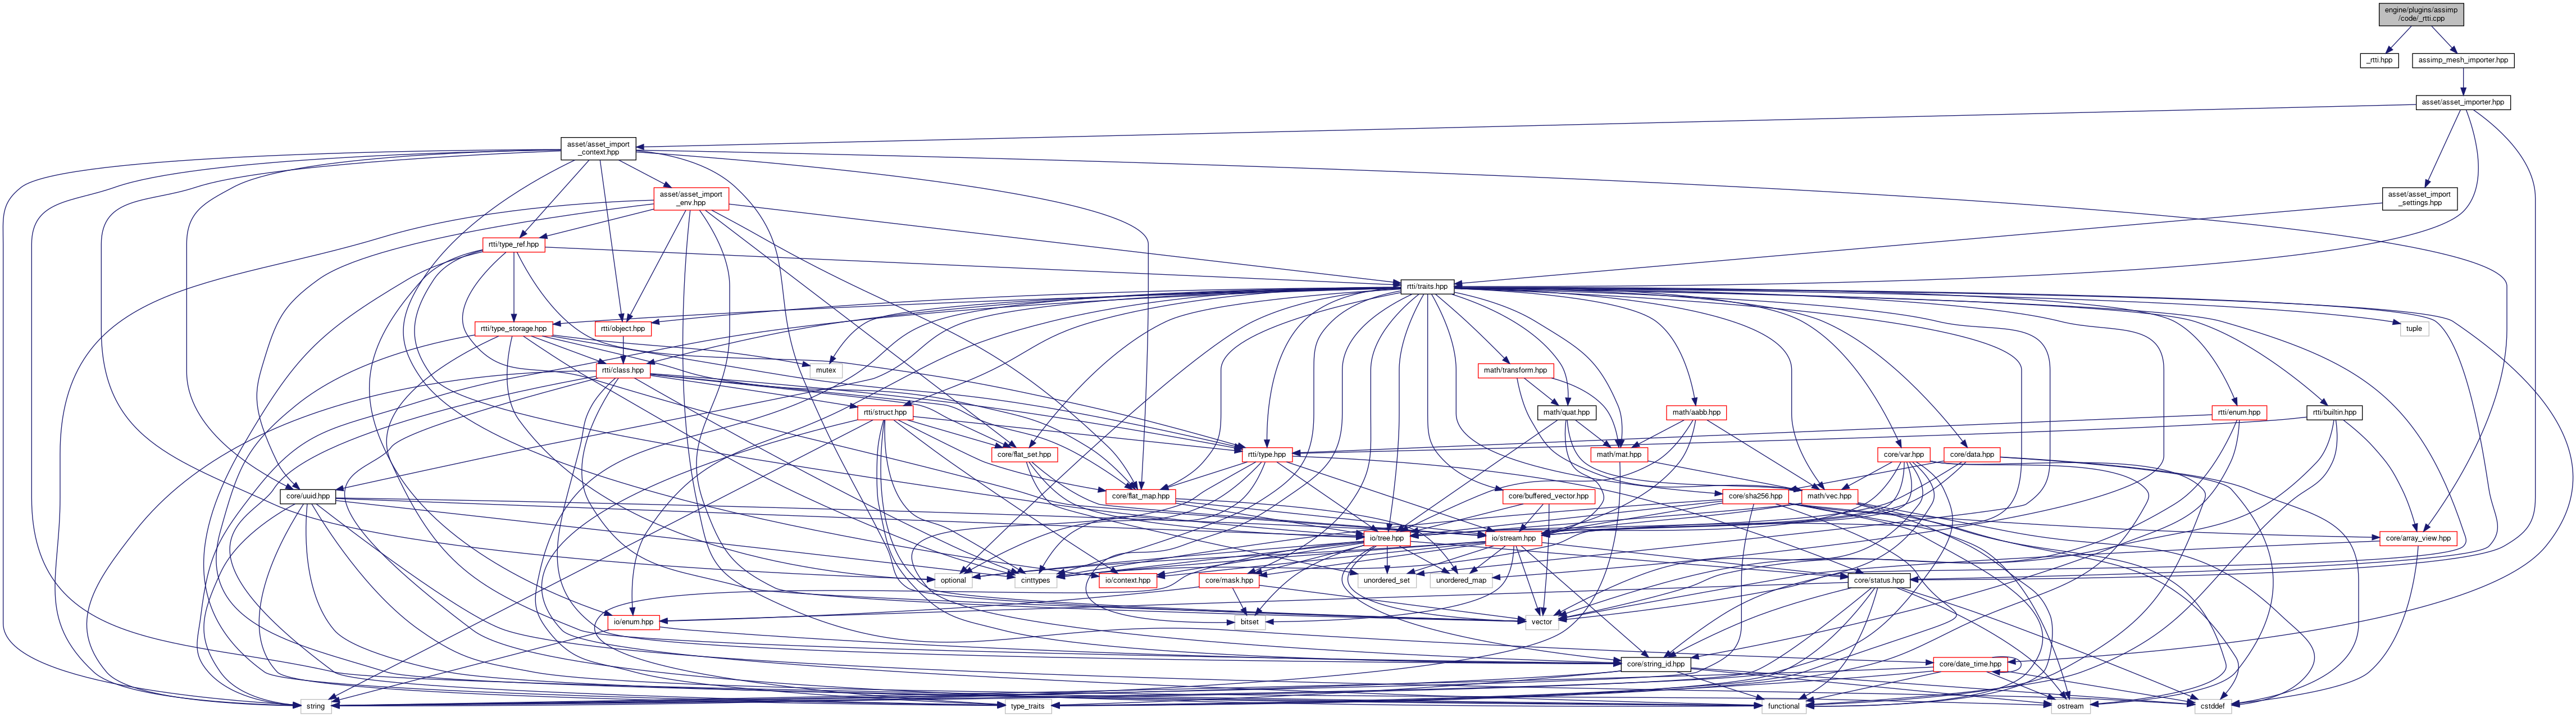 engine/plugins/assimp
/code/_rtti.cpp
_rtti.hpp
assimp_mesh_importer.hpp
asset/asset_importer.hpp
asset/asset_import
_context.hpp
asset/asset_import
_env.hpp
asset/asset_import
_settings.hpp
rtti/type_ref.hpp
rtti/traits.hpp
rtti/type_storage.hpp
rtti/object.hpp
tuple
rtti/class.hpp
mutex
math/transform.hpp
rtti/struct.hpp
math/quat.hpp
math/aabb.hpp
rtti/enum.hpp
rtti/builtin.hpp
core/flat_set.hpp
rtti/type.hpp
math/mat.hpp
core/var.hpp
core/data.hpp
core/uuid.hpp
core/flat_map.hpp
core/buffered_vector.hpp
core/sha256.hpp
math/vec.hpp
io/tree.hpp
io/stream.hpp
core/array_view.hpp
optional
cinttypes
io/context.hpp
core/mask.hpp
unordered_set
unordered_map
core/status.hpp
io/enum.hpp
bitset
vector
core/string_id.hpp
core/date_time.hpp
string
type_traits
functional
ostream
cstddef